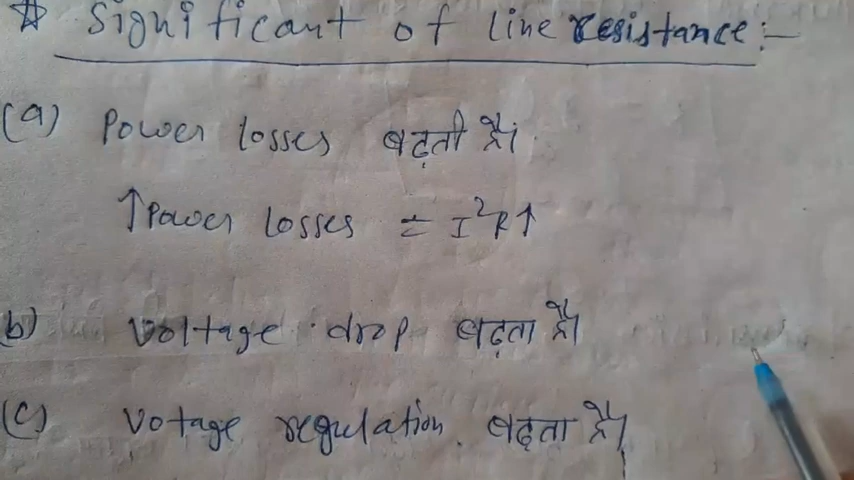 ☆ Significant of line resistance:-
(a) Power losses बढ़ती है।
↑Power losses = I²R↑
b) Voltage drop बढ़ता है।
(c) Votage regulation बढ़ता है।